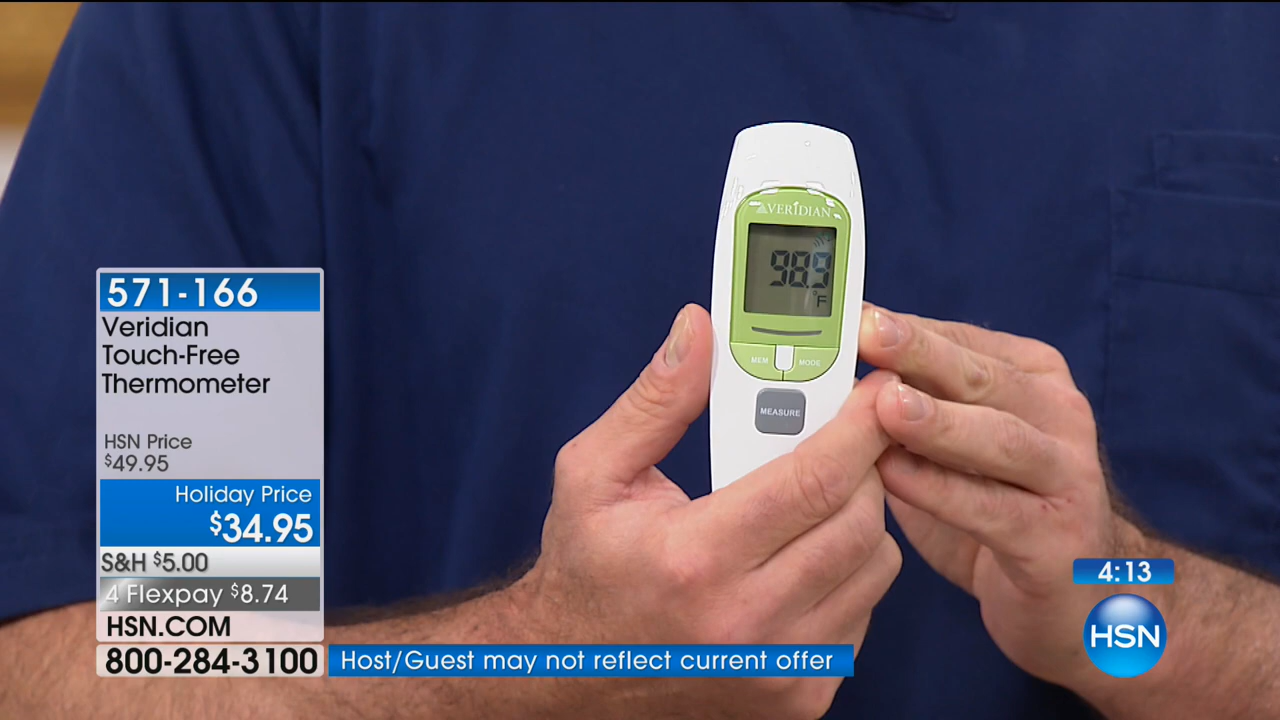 571-166
Veridian
Touch-Free
Thermometer
HSN Price
$49.95
Holiday Price
$34.95
S&H $5.00
4 Flexpay $8.74
HSN.COM
800-284-3100
Host/Guest may not reflect current offer
VERIDIAN
98.9
°F
MEM
MODE
MEASURE
4:13
HSN